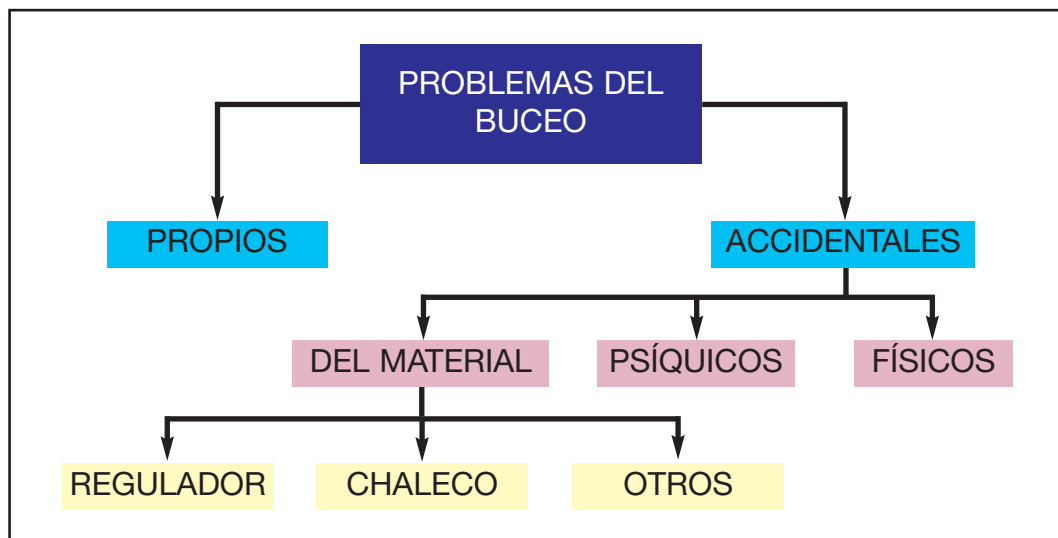 PROBLEMAS DEL
BUCEO
PROPIOS
ACCIDENTALES
DEL MATERIAL
PSÍQUICOS
FÍSICOS
REGULADOR
CHALECO
OTROS